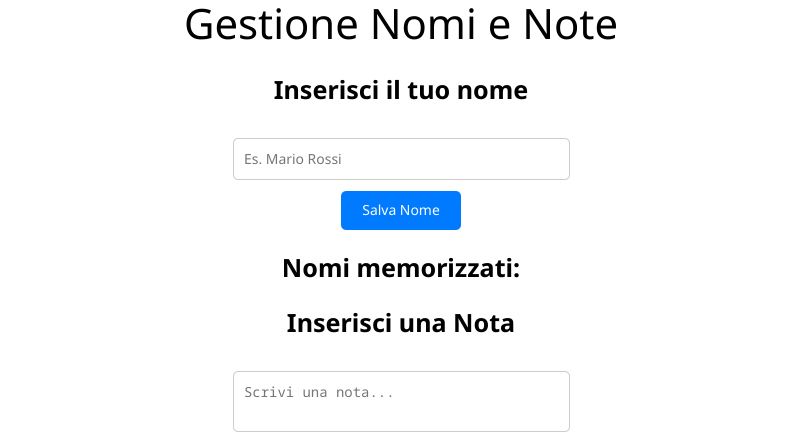 Gestione Nomi e Note
Inserisci il tuo nome
Es. Mario Rossi
Salva Nome
Nomi memorizzati:
Inserisci una Nota
Scrivi una nota...